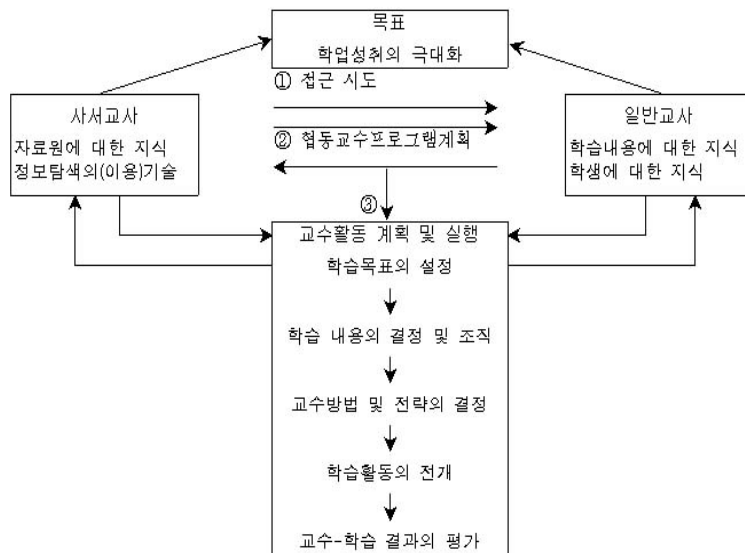 목표
학업성취의 극대화
① 접근 시도
사서교사
자료원에 대한 지식
정보탐색의(이용)기술
② 협동교수프로그램계획
일반교사
학습내용에 대한 지식
학생에 대한 지식
③
교수활동 계획 및 실행
학습목표의 설정
학습 내용의 결정 및 조직
교수방법 및 전략의 결정
학습활동의 전개
교수-학습 결과의 평가